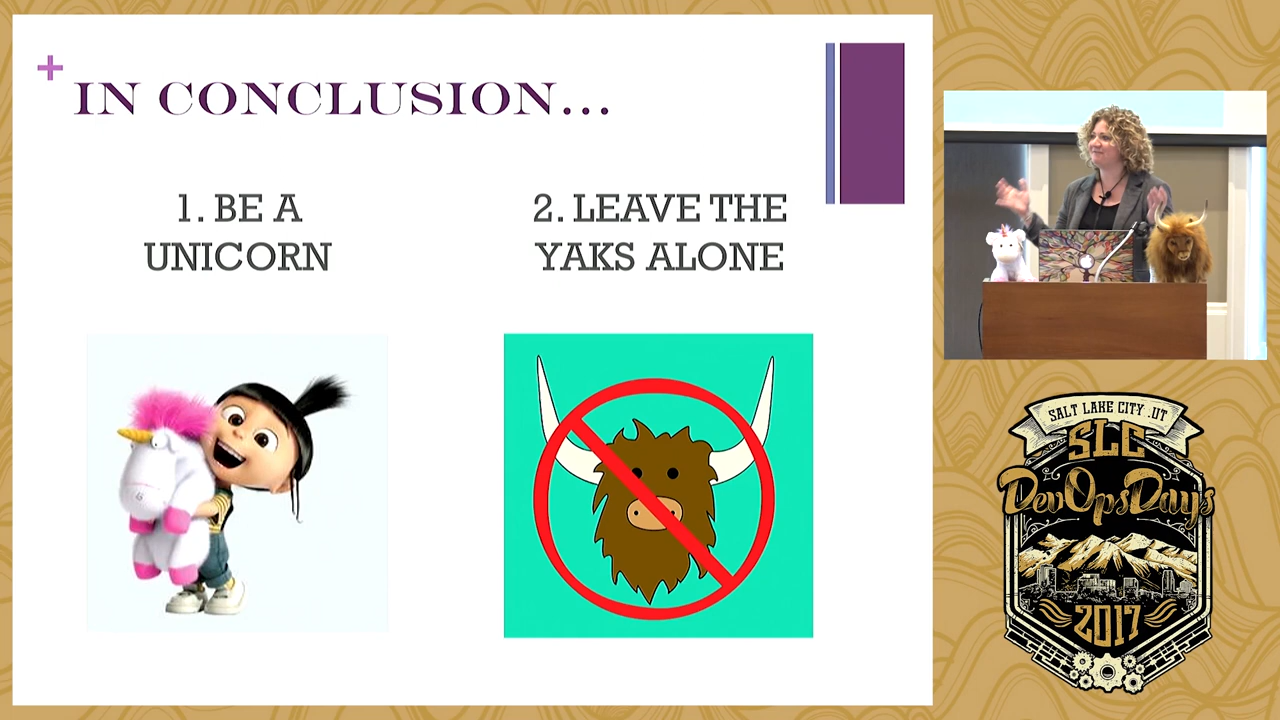 +
IN CONCLUSION...
1. BE A
UNICORN
2. LEAVE THE
YAKS ALONE
SALT LAKE CITY .UT
SLC
DevOpsDays
2017